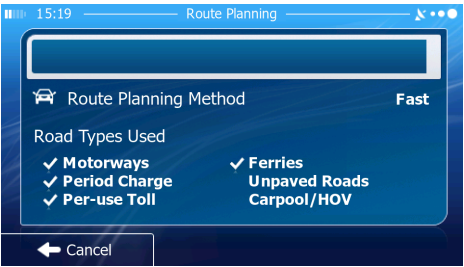 15:19 Route Planning
Route Planning Method Fast
Road Types Used
Motorways Ferries
Period Charge Unpaved Roads
Per-use Toll Carpool/HOV
Cancel